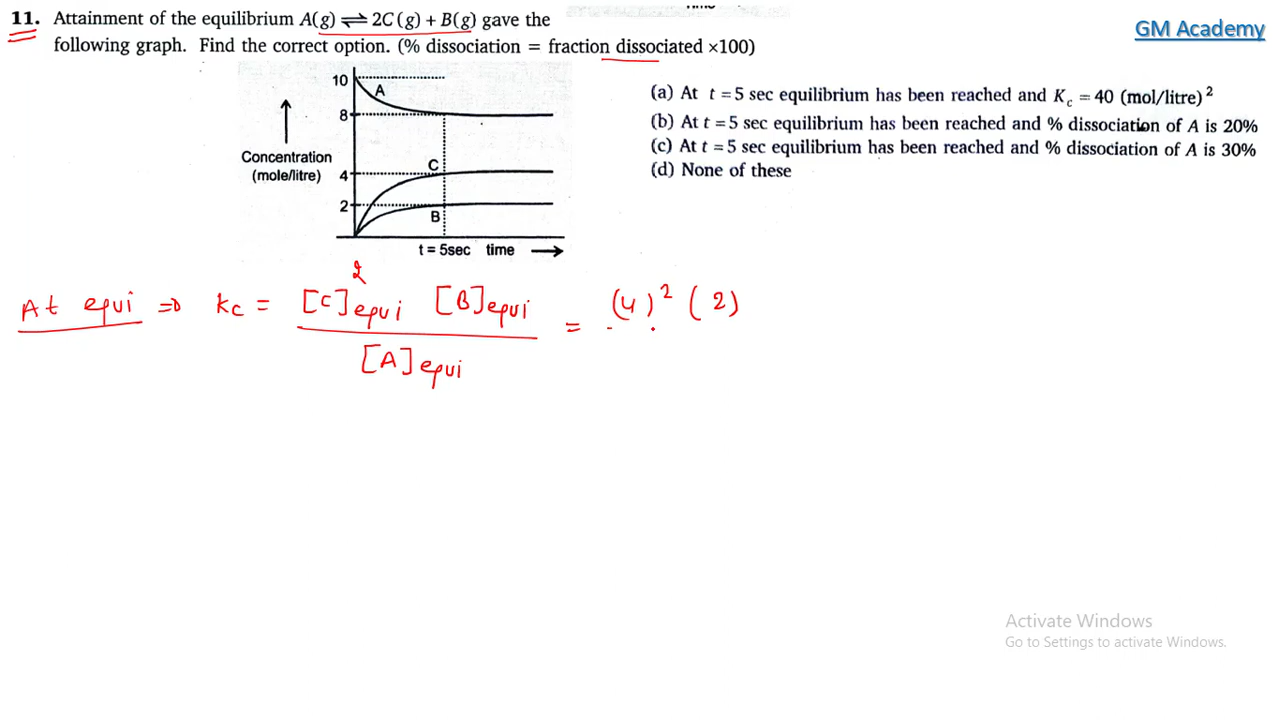 11. Attainment of the equilibrium A(g) ⇌ 2C(g) + B(g) gave the
following graph. Find the correct option. (% dissociation = fraction dissociated ×100)
GM Academy
10
A
8
Concentration
(mole/litre)
C
4
2
B
t = 5sec time
(a) At t = 5 sec equilibrium has been reached and K_c = 40 (mol/litre)²
(b) At t = 5 sec equilibrium has been reached and % dissociation of A is 20%
(c) At t = 5 sec equilibrium has been reached and % dissociation of A is 30%
(d) None of these
At equi ⇒ kc = [C]²equi [B]equi / [A]equi = (4)² (2)
Activate Windows
Go to Settings to activate Windows.